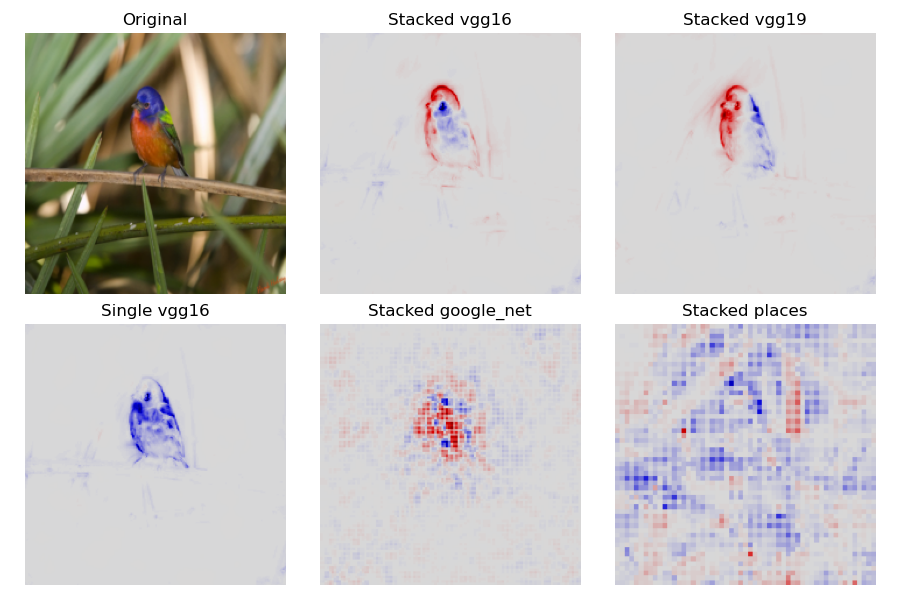 Original
Stacked vgg16
Stacked vgg19
Single vgg16
Stacked google_net
Stacked places